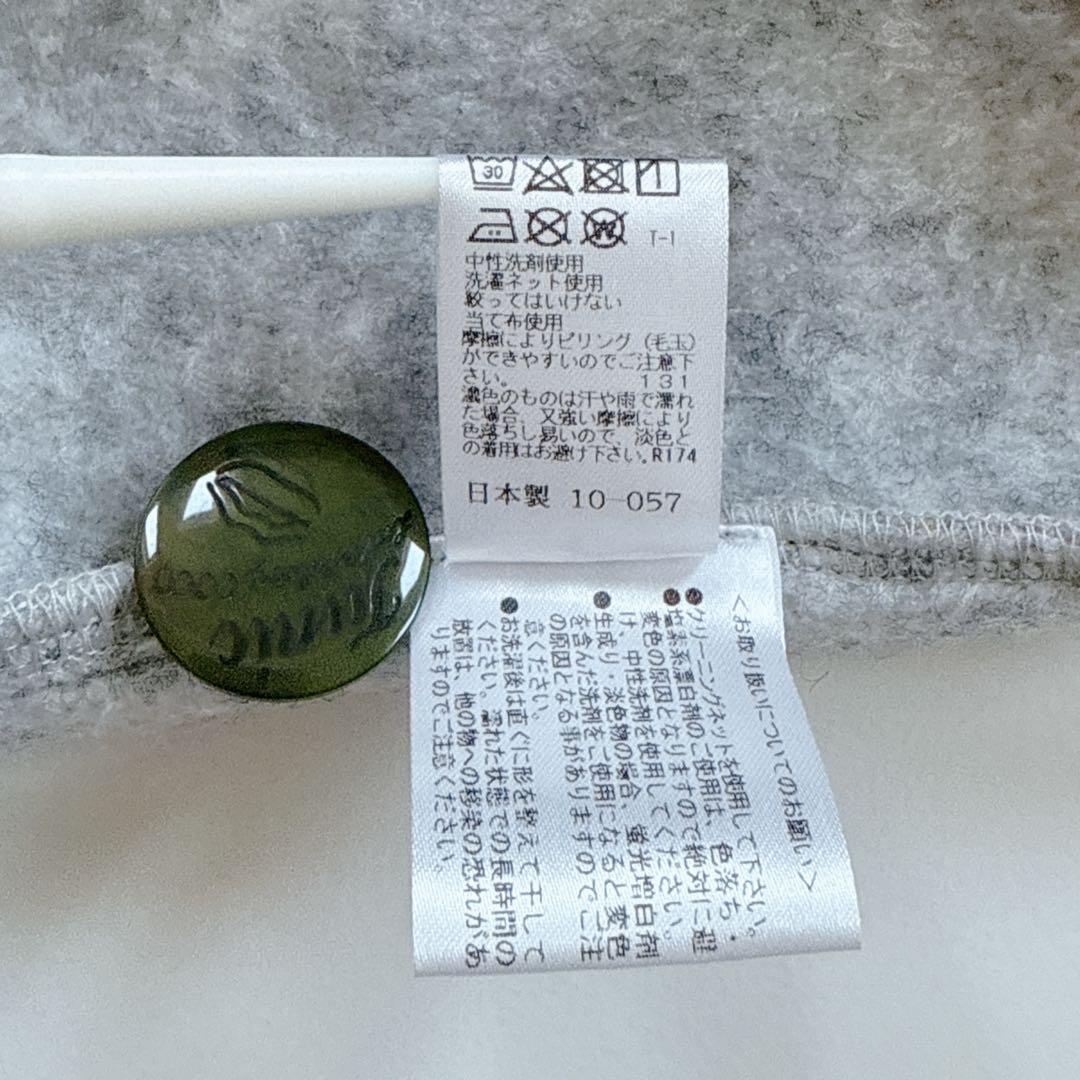 30
T-1
中性洗剤使用
洗濯ネット使用
絞ってはいけない
当て布使用
摩擦によりピリング（毛玉）
ができやすいのでご注意下
さい。 １３１
濃色のものは汗や雨で濡れ
た場合、又強い摩擦により
色落ちし易いので、淡色と
の着用はお避け下さい。R174
日本製 10-057
＜お取り扱いについてのお願い＞
●クリーニングネットを使用して下さい。
●塩素系漂白剤のご使用は、色落ち・
変色の原因となりますので絶対に避
け、中性洗剤を使用してください。
●生成り・淡色物の場合、蛍光増白剤
を含んだ洗剤をご使用になると変色
の原因となる事がありますのでご注
意ください。
●お洗濯後は直ぐに形を整えて干して
ください。濡れた状態での長時間の
放置は、他の物への移染の恐れがあ
りますのでご注意ください。